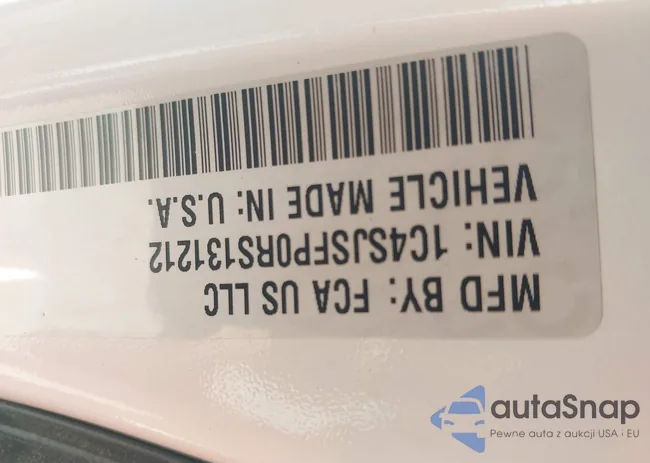 MFD BY: FCA US LLC
VIN: 1C4SJSFP0RS131212
VEHICLE MADE IN: U.S.A.
autaSnap
Pewne auta z aukcji USA i EU